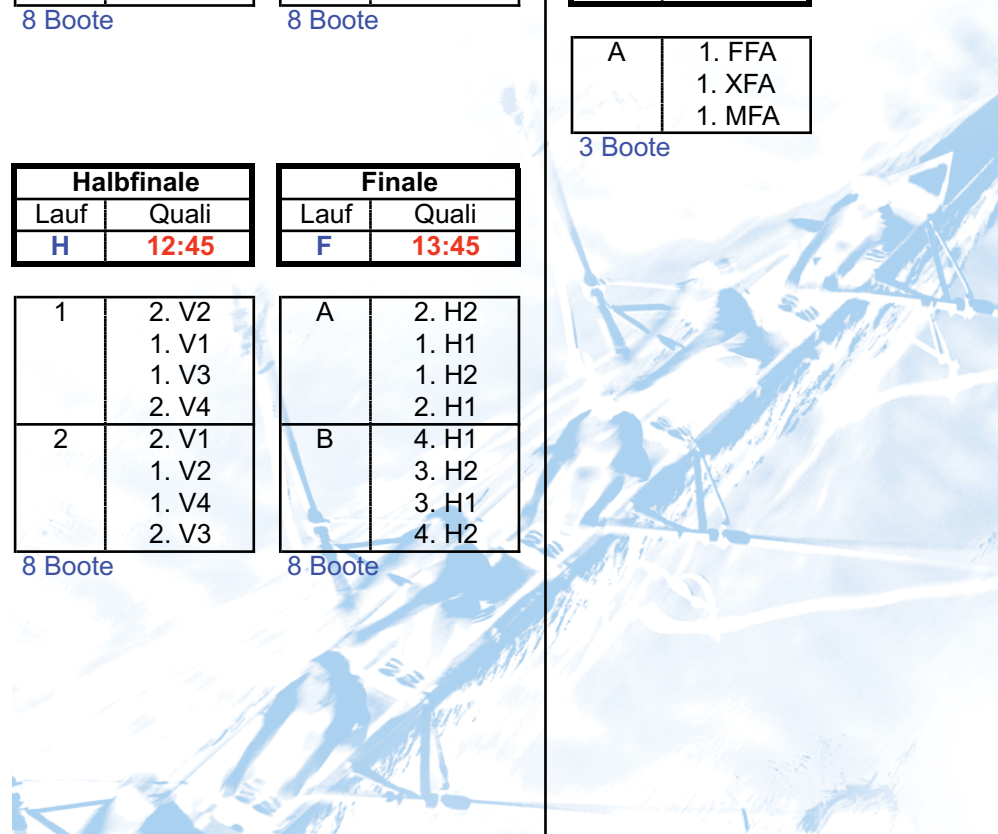 8 Boote
8 Boote
A 1. FFA
1. XFA
1. MFA
3 Boote
Halbfinale
Lauf Quali
H 12:45
1 2. V2
1. V1
1. V3
2. V4
2 2. V1
1. V2
1. V4
2. V3
8 Boote
Finale
Lauf Quali
F 13:45
A 2. H2
1. H1
1. H2
2. H1
B 4. H1
3. H2
3. H1
4. H2
8 Boote